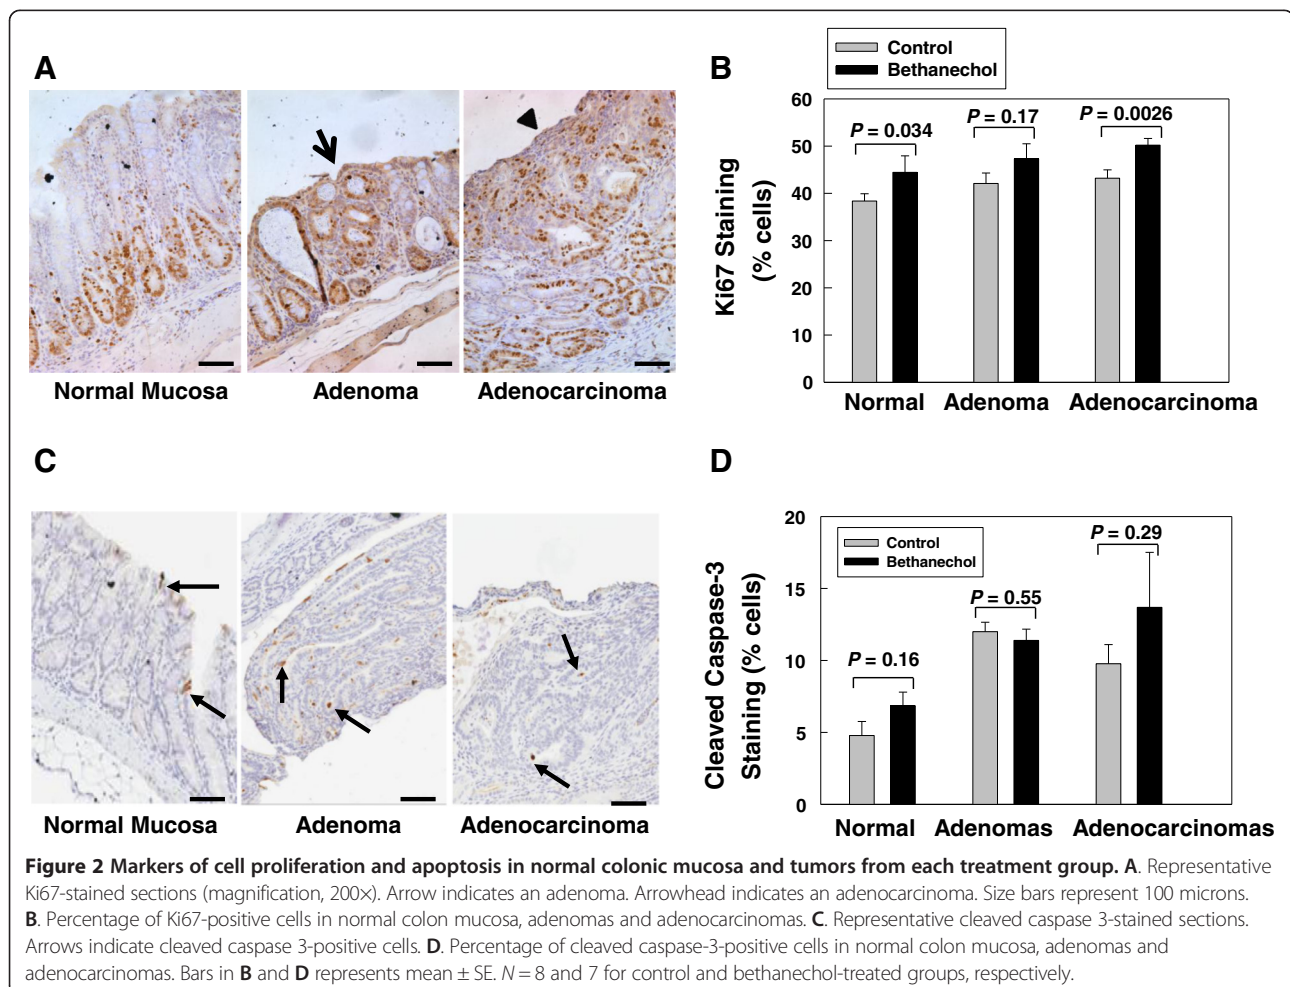 A
Normal Mucosa
Adenoma
Adenocarcinoma
B
Control
Bethanechol
Ki67 Staining
(% cells)
60
50
40
30
20
10
0
P = 0.034
P = 0.17
P = 0.0026
Normal
Adenoma
Adenocarcinoma
C
Normal Mucosa
Adenoma
Adenocarcinoma
D
Control
Bethanechol
Cleaved Caspase-3
Staining (% cells)
20
15
10
5
0
P = 0.16
P = 0.55
P = 0.29
Normal
Adenomas
Adenocarcinomas
Figure 2 Markers of cell proliferation and apoptosis in normal colonic mucosa and tumors from each treatment group. A. Representative
Ki67-stained sections (magnification, 200×). Arrow indicates an adenoma. Arrowhead indicates an adenocarcinoma. Size bars represent 100 microns.
B. Percentage of Ki67-positive cells in normal colon mucosa, adenomas and adenocarcinomas. C. Representative cleaved caspase 3-stained sections.
Arrows indicate cleaved caspase 3-positive cells. D. Percentage of cleaved caspase-3-positive cells in normal colon mucosa, adenomas and
adenocarcinomas. Bars in B and D represents mean ± SE. N = 8 and 7 for control and bethanechol-treated groups, respectively.